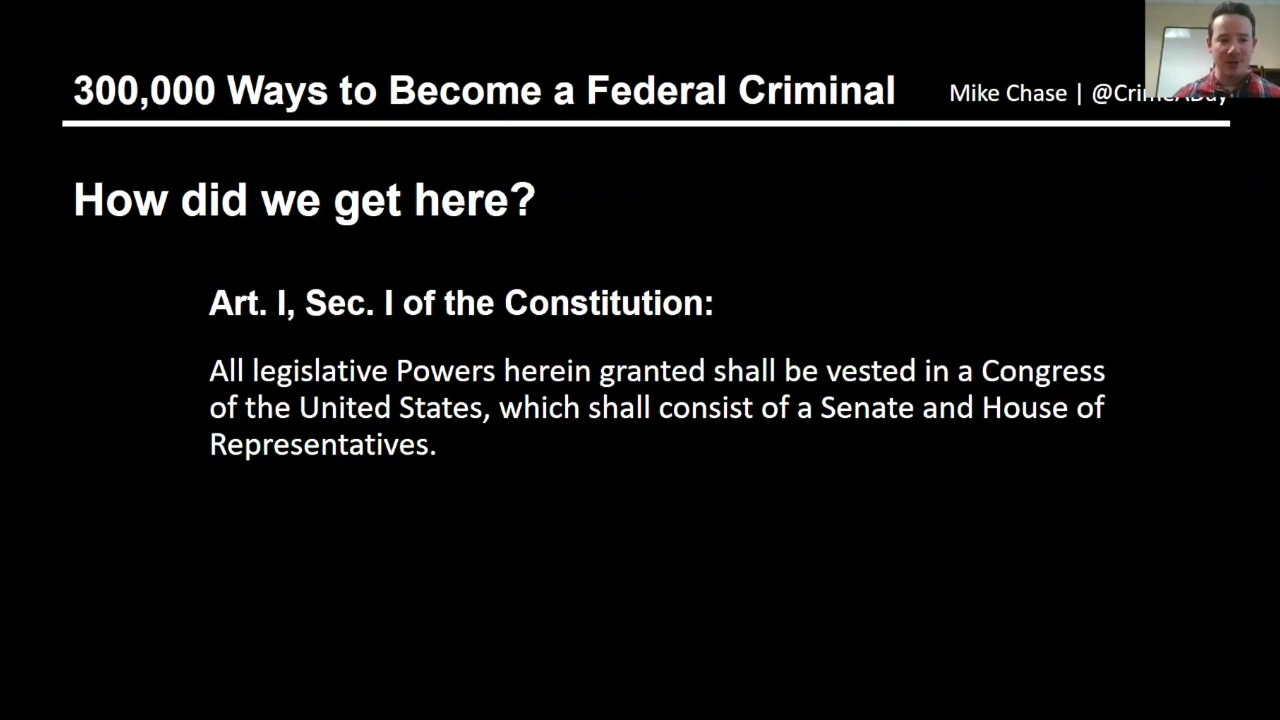 300,000 Ways to Become a Federal Criminal
Mike Chase | @CrimeADay
How did we get here?
Art. I, Sec. I of the Constitution:
All legislative Powers herein granted shall be vested in a Congress
of the United States, which shall consist of a Senate and House of
Representatives.